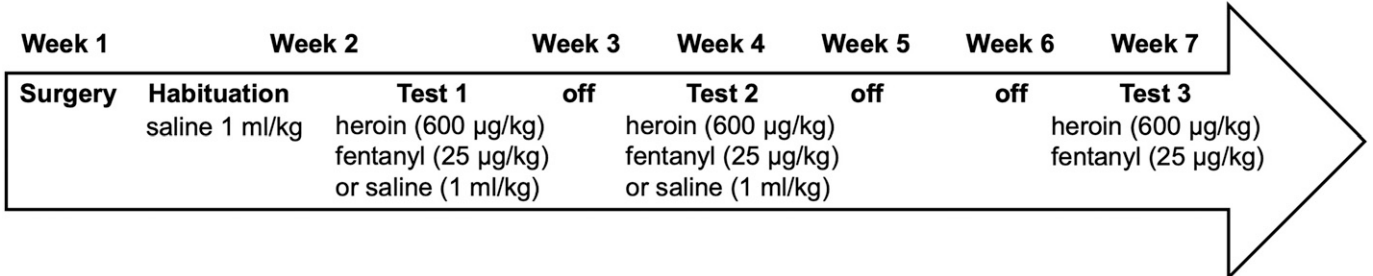 Week 1 Week 2 Week 3 Week 4 Week 5 Week 6 Week 7
Surgery Habituation Test 1 off Test 2 off off Test 3
saline 1 ml/kg heroin (600 µg/kg) heroin (600 µg/kg) heroin (600 µg/kg)
fentanyl (25 µg/kg) fentanyl (25 µg/kg) fentanyl (25 µg/kg)
or saline (1 ml/kg) or saline (1 ml/kg)